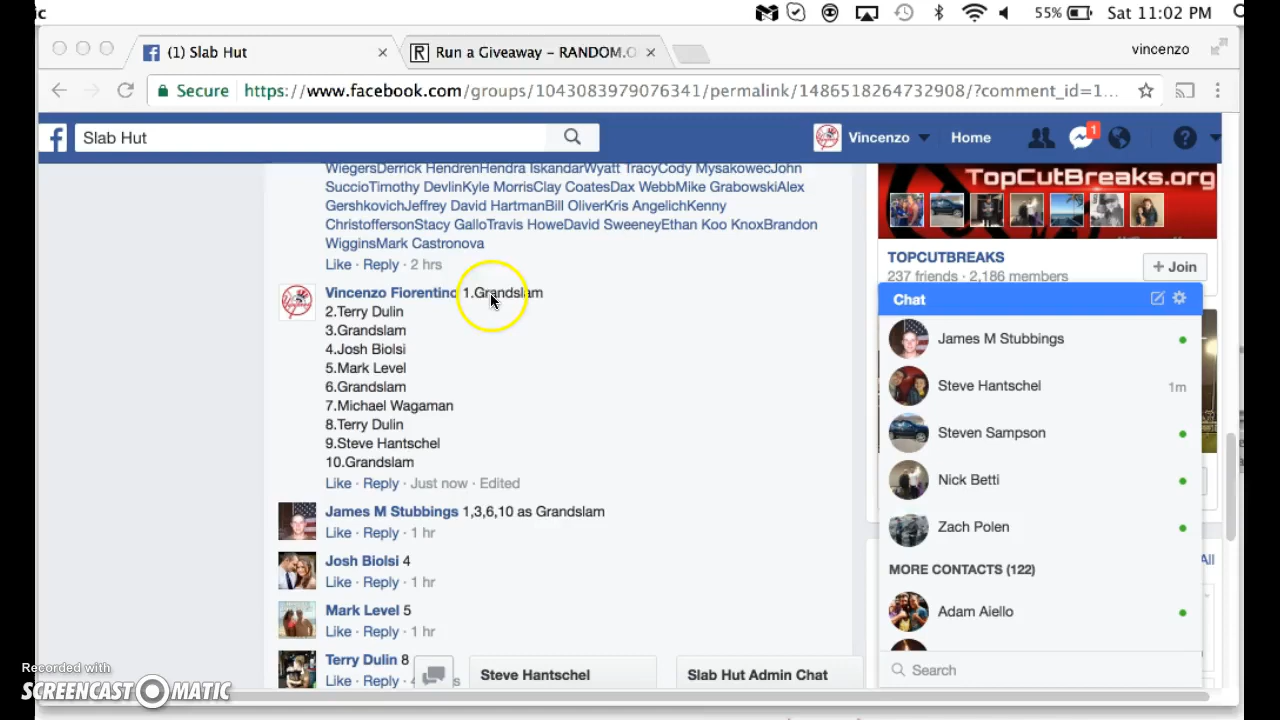 ic
55% Sat 11:02 PM
(1) Slab Hut
Run a Giveaway – RANDOM.O
vincenzo
Secure https://www.facebook.com/groups/1043083979076341/permalink/1486518264732908/?comment_id=1...
Slab Hut
Vincenzo Home 1
WiegersDerrick HendrenHendra IskandarWyatt TracyCody MysakowecJohn
SuccioTimothy DevlinKyle MorrisClay CoatesDax WebbMike GrabowskiAlex
GershkovichJeffrey David HartmanBill OliverKris AngelichKenny
ChristoffersonStacy GalloTravis HoweDavid SweeneyEthan Koo KnoxBrandon
WigginsMark Castronova
Like · Reply · 2 hrs
Vincenzo Fiorentino 1.Grandslam
2.Terry Dulin
3.Grandslam
4.Josh Biolsi
5.Mark Level
6.Grandslam
7.Michael Wagaman
8.Terry Dulin
9.Steve Hantschel
10.Grandslam
Like · Reply · Just now · Edited
James M Stubbings 1,3,6,10 as Grandslam
Like · Reply · 1 hr
Josh Biolsi 4
Like · Reply · 1 hr
Mark Level 5
Like · Reply · 1 hr
Terry Dulin 8
Like · Reply
TopCutBreaks.org
TOPCUTBREAKS
237 friends · 2,186 members
+ Join
Chat
James M Stubbings
Steve Hantschel 1m
Steven Sampson
Nick Betti
Zach Polen
MORE CONTACTS (122)
All
Adam Aiello
Search
Steve Hantschel
Slab Hut Admin Chat
Recorded with
SCREENCAST O MATIC